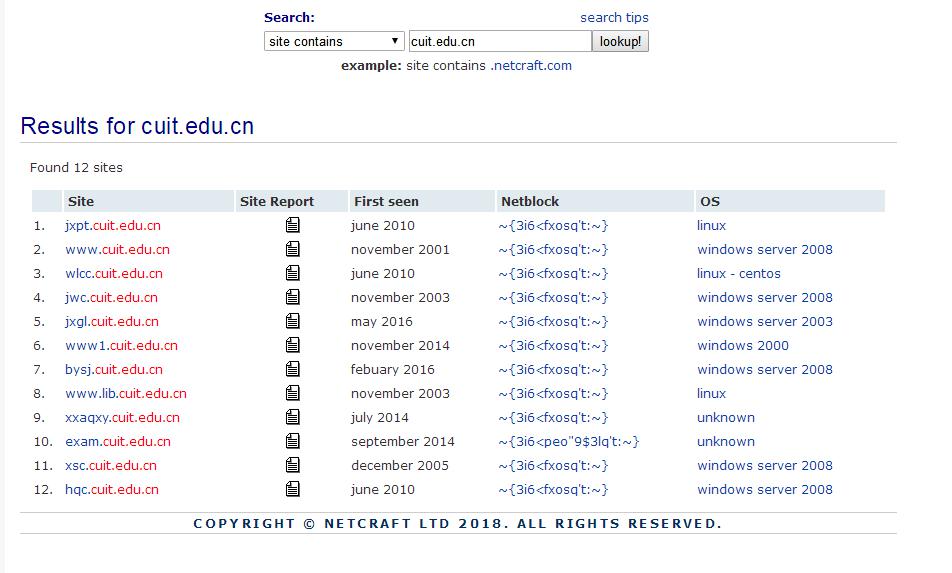 Search: search tips
site contains cuit.edu.cn lookup!
example: site contains .netcraft.com
Results for cuit.edu.cn
Found 12 sites
Site Site Report First seen Netblock OS
1. jxpt.cuit.edu.cn june 2010 ~{3i6<fxosq't:~} linux
2. www.cuit.edu.cn november 2001 ~{3i6<fxosq't:~} windows server 2008
3. wlcc.cuit.edu.cn june 2010 ~{3i6<fxosq't:~} linux - centos
4. jwc.cuit.edu.cn november 2003 ~{3i6<fxosq't:~} windows server 2008
5. jxgl.cuit.edu.cn may 2016 ~{3i6<fxosq't:~} windows server 2003
6. www1.cuit.edu.cn november 2014 ~{3i6<fxosq't:~} windows 2000
7. bysj.cuit.edu.cn febuary 2016 ~{3i6<fxosq't:~} windows server 2008
8. www.lib.cuit.edu.cn november 2003 ~{3i6<fxosq't:~} linux
9. xxaqxy.cuit.edu.cn july 2014 ~{3i6<fxosq't:~} unknown
10. exam.cuit.edu.cn september 2014 ~{3i6<peo"9$3lq't:~} unknown
11. xsc.cuit.edu.cn december 2005 ~{3i6<fxosq't:~} windows server 2008
12. hqc.cuit.edu.cn june 2010 ~{3i6<fxosq't:~} windows server 2008
COPYRIGHT © NETCRAFT LTD 2018. ALL RIGHTS RESERVED.